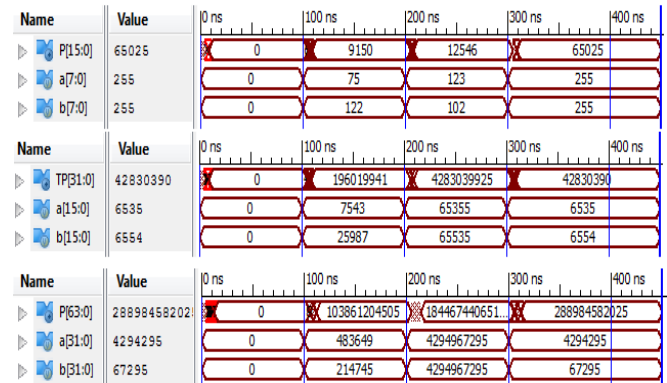 Name Value 0 ns 100 ns 200 ns 300 ns 400 ns
P[15:0] 65025 0 9150 12546 65025
a[7:0] 255 0 75 123 255
b[7:0] 255 0 122 102 255
Name Value 0 ns 100 ns 200 ns 300 ns 400 ns
TP[31:0] 42830390 0 196019941 4283039925 42830390
a[15:0] 6535 0 7543 65355 6535
b[15:0] 6554 0 25987 65535 6554
Name Value 0 ns 100 ns 200 ns 300 ns 400 ns
P[63:0] 288984582025 0 103861204505 184467440651... 288984582025
a[31:0] 4294295 0 483649 4294967295 4294295
b[31:0] 67295 0 214745 4294967295 67295